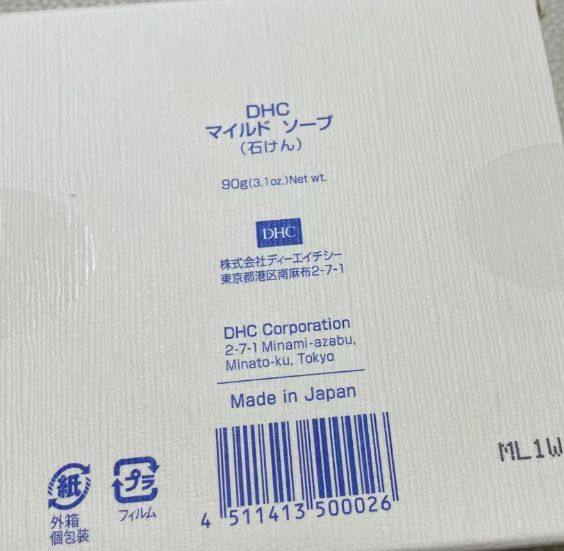 DHC
マイルド ソープ
（石けん）
90g(3.1oz.)Net wt.
DHC
株式会社ディーエイチシー
東京都港区南麻布2-7-1
DHC Corporation
2-7-1 Minami-azabu,
Minato-ku, Tokyo
Made in Japan
紙
外箱
個包装
プラ
フィルム
4 511413 500026
ML1W